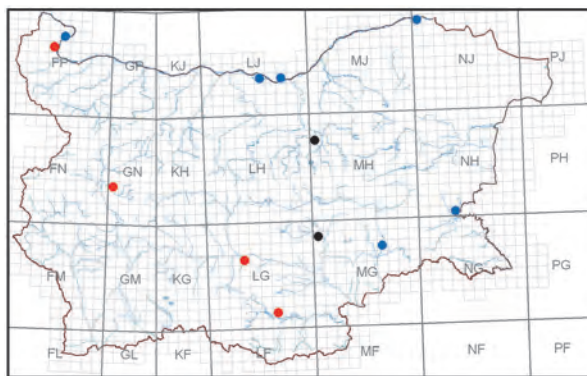 FP GP KJ LJ MJ NJ PJ
FN GN KH LH MH NH PH
FM GM KG LG MG NG PG
FL GL KF LF MF NF PF